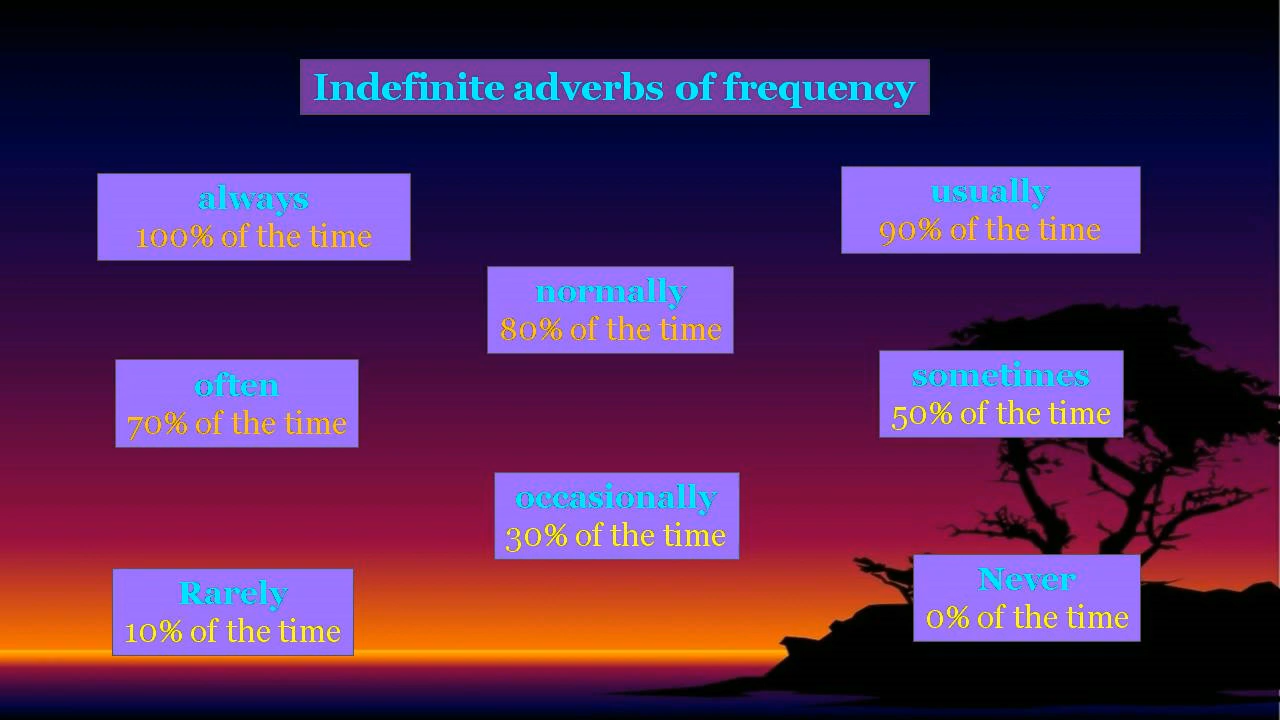 Indefinite adverbs of frequency
always
100% of the time
usually
90% of the time
normally
80% of the time
often
70% of the time
sometimes
50% of the time
occasionally
30% of the time
Rarely
10% of the time
Never
0% of the time